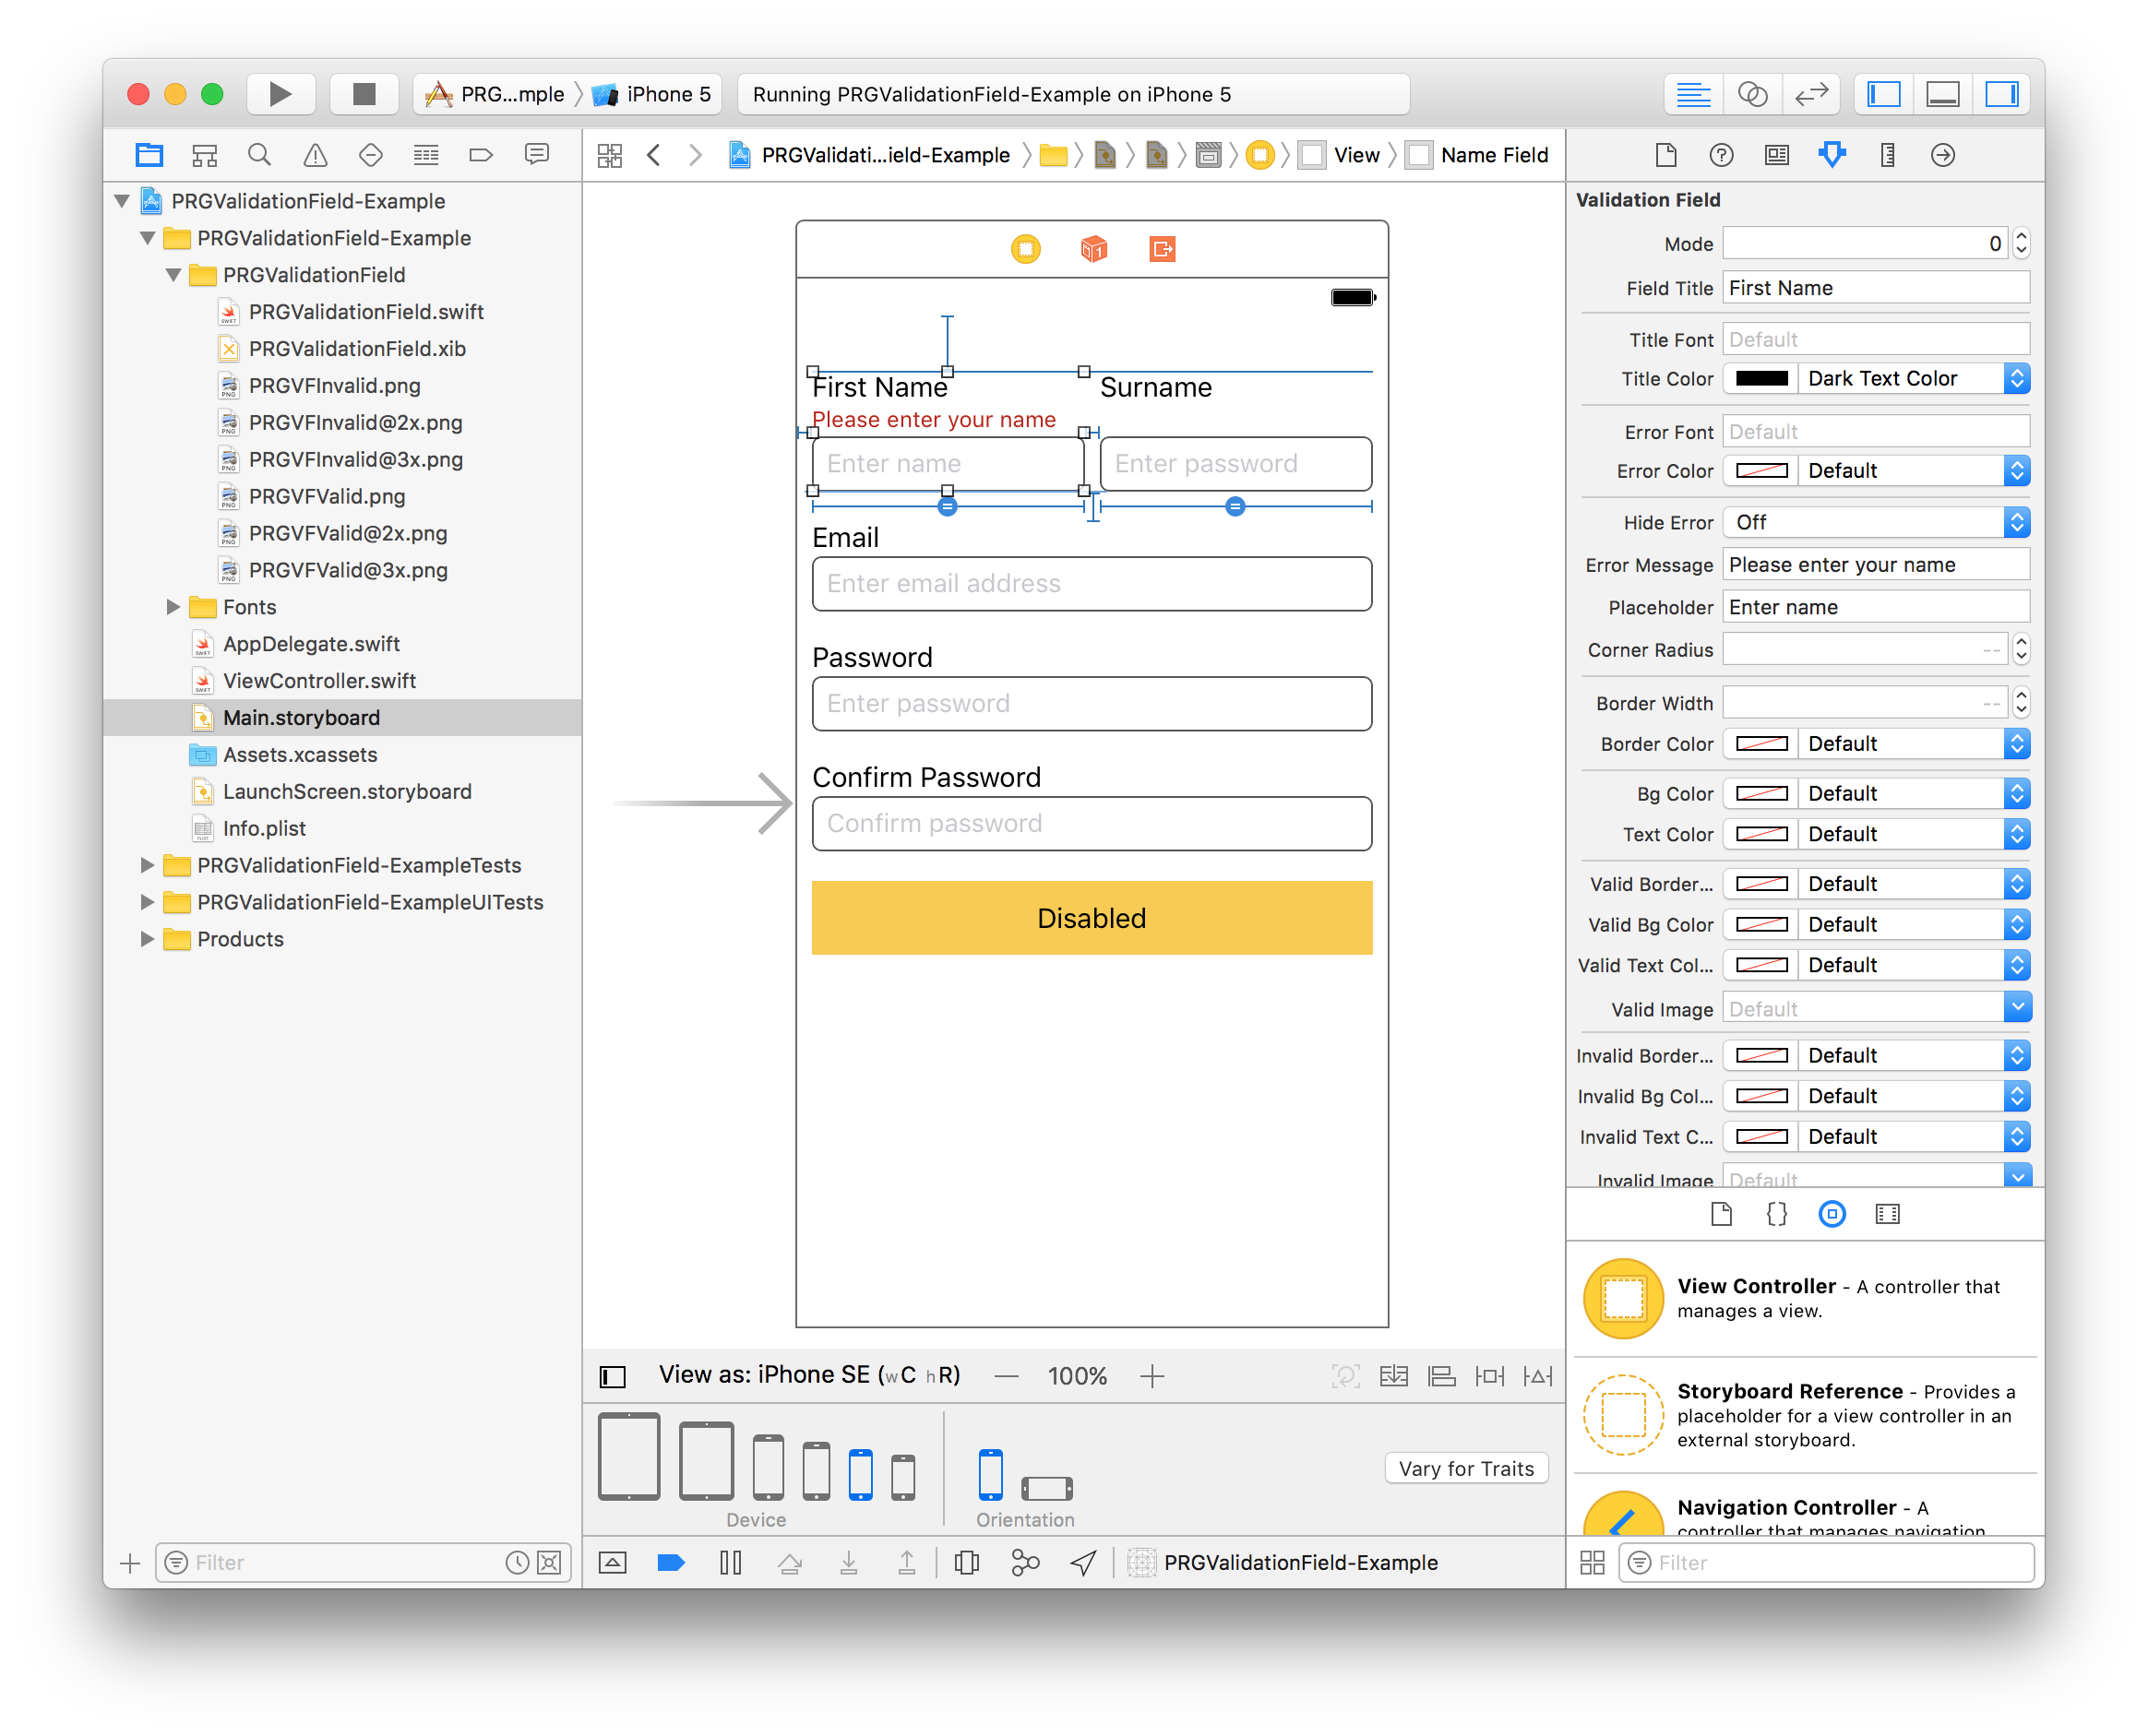 PRG...mple
iPhone 5
Running PRGValidationField-Example on iPhone 5
PRGValidati...ield-Example
View
Name Field
PRGValidationField-Example
PRGValidationField-Example
PRGValidationField
PRGValidationField.swift
PRGValidationField.xib
PRGVFInvalid.png
PRGVFInvalid@2x.png
PRGVFInvalid@3x.png
PRGVFValid.png
PRGVFValid@2x.png
PRGVFValid@3x.png
Fonts
AppDelegate.swift
ViewController.swift
Main.storyboard
Assets.xcassets
LaunchScreen.storyboard
Info.plist
PRGValidationField-ExampleTests
PRGValidationField-ExampleUITests
Products
Filter
First Name
Surname
Please enter your name
Enter name
Enter password
Email
Enter email address
Password
Enter password
Confirm Password
Confirm password
Disabled
View as: iPhone SE (wC hR)
100%
Device
Orientation
Vary for Traits
PRGValidationField-Example
Validation Field
Mode 0
Field Title First Name
Title Font Default
Title Color Dark Text Color
Error Font Default
Error Color Default
Hide Error Off
Error Message Please enter your name
Placeholder Enter name
Corner Radius --
Border Width --
Border Color Default
Bg Color Default
Text Color Default
Valid Border... Default
Valid Bg Color Default
Valid Text Col... Default
Valid Image Default
Invalid Border... Default
Invalid Bg Col... Default
Invalid Text C... Default
Invalid Image Default
View Controller - A controller that
manages a view.
Storyboard Reference - Provides a
placeholder for a view controller in an
external storyboard.
Navigation Controller - A
controller that manages navigation
Filter